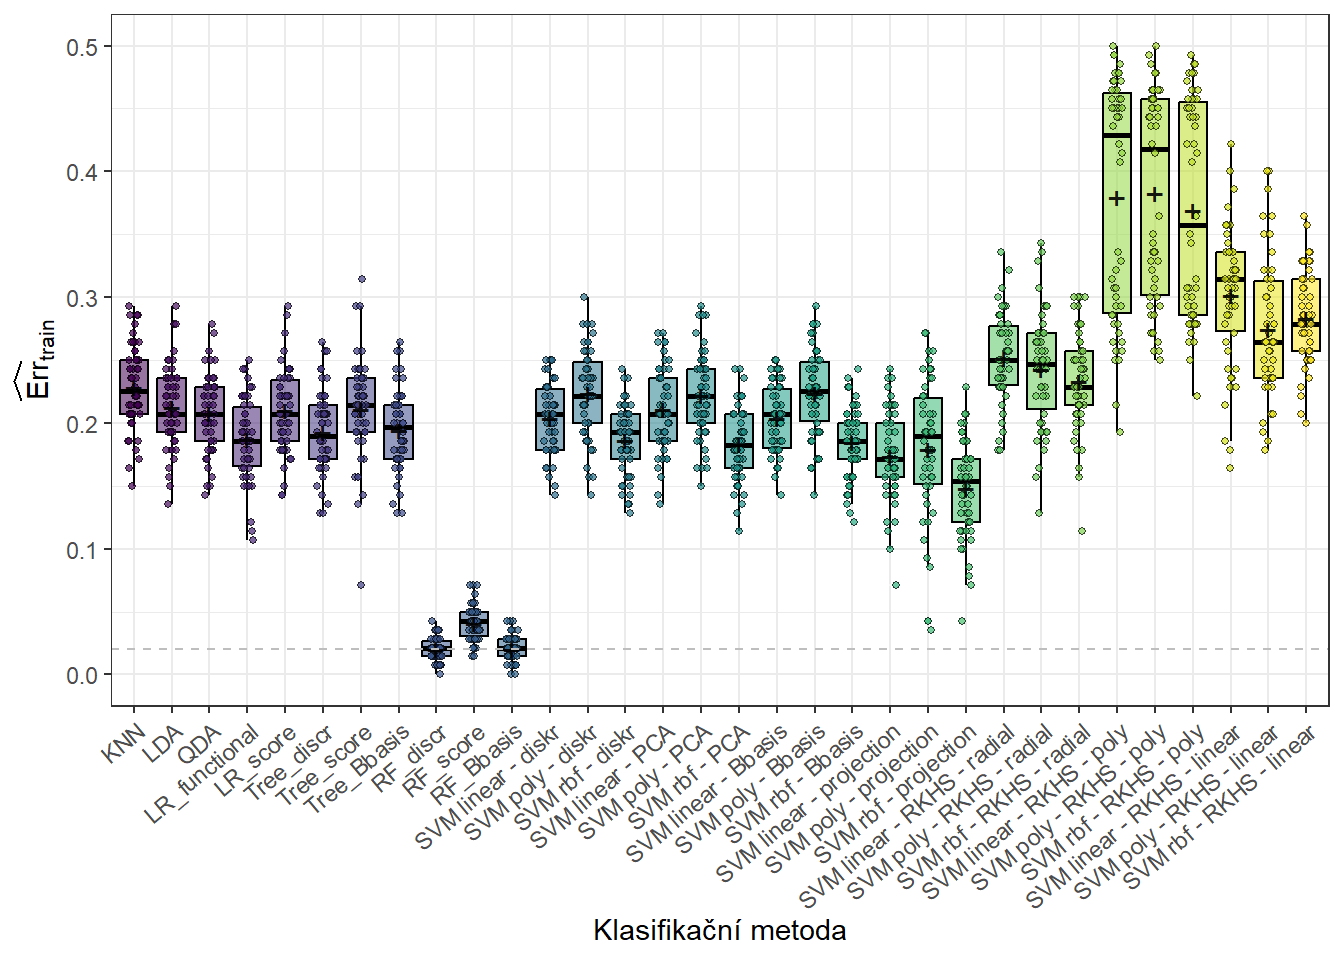 0.5
0.4
0.3
0.2
0.1
0.0
Err train
KNN
LDA
QDA
LR_functional
LR_score
Tree_discr
Tree_score
Tree_Bbasis
RF_discr
RF_score
RF_Bbasis
SVM linear - diskr
SVM poly - diskr
SVM rbf - diskr
SVM linear - PCA
SVM poly - PCA
SVM rbf - PCA
SVM linear - Bbasis
SVM poly - Bbasis
SVM rbf - Bbasis
SVM linear - projection
SVM poly - projection
SVM rbf - projection
SVM linear - RKHS - radial
SVM poly - RKHS - radial
SVM rbf - RKHS - radial
SVM linear - RKHS - poly
SVM poly - RKHS - poly
SVM rbf - RKHS - poly
SVM linear - RKHS - linear
SVM poly - RKHS - linear
SVM rbf - RKHS - linear
Klasifikační metoda